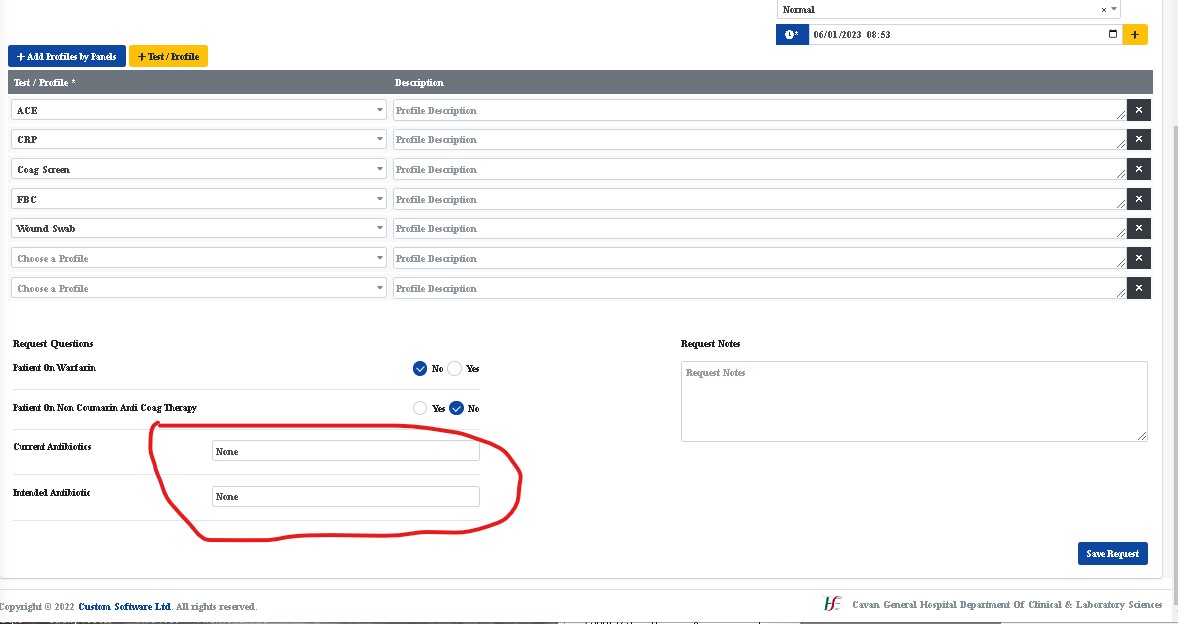 Normal × 
06/01/2023 08:53 +
+ Add Profiles by Panels + Test / Profile
Test / Profile * Description
ACE Profile Description ×
CRP Profile Description ×
Coag Screen Profile Description ×
FBC Profile Description ×
Wound Swab Profile Description ×
Choose a Profile Profile Description ×
Choose a Profile Profile Description ×
Request Questions Request Notes
Patient On Warfarin No Yes
Request Notes
Patient On Non Coumarin Anti Coag Therapy Yes No
Current Antibiotics None
Intended Antibiotic None
Save Request
Copyright © 2022 Custom Software Ltd. All rights reserved.
Cavan General Hospital Department Of Clinical & Laboratory Sciences